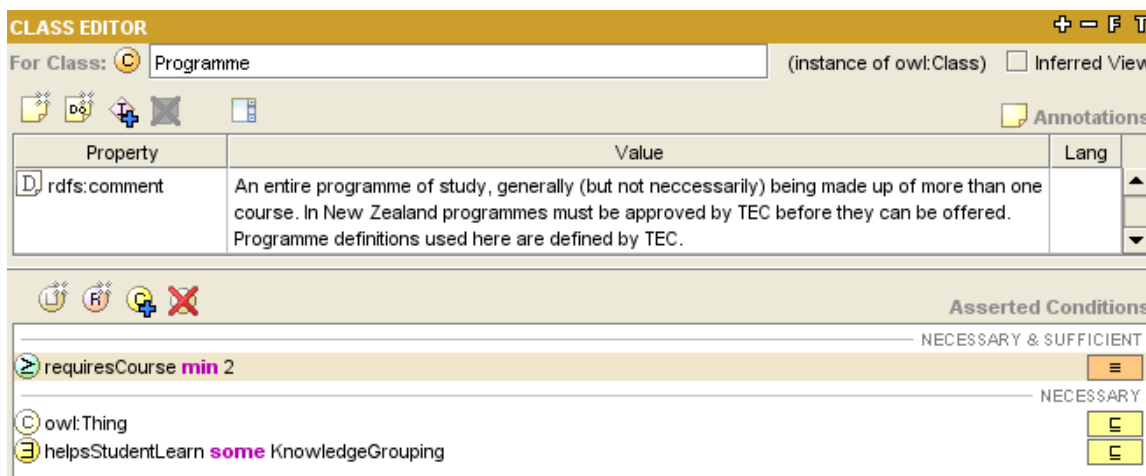 CLASS EDITOR
For Class: C Programme (instance of owl:Class) Inferred View
Annotations
Property Value Lang
D rdfs:comment An entire programme of study, generally (but not neccessarily) being made up of more than one
course. In New Zealand programmes must be approved by TEC before they can be offered.
Programme definitions used here are defined by TEC.
Asserted Conditions
NECESSARY & SUFFICIENT
≥ requiresCourse min 2 ≡
NECESSARY
C owl:Thing ⊑
∃ helpsStudentLearn some KnowledgeGrouping ⊑